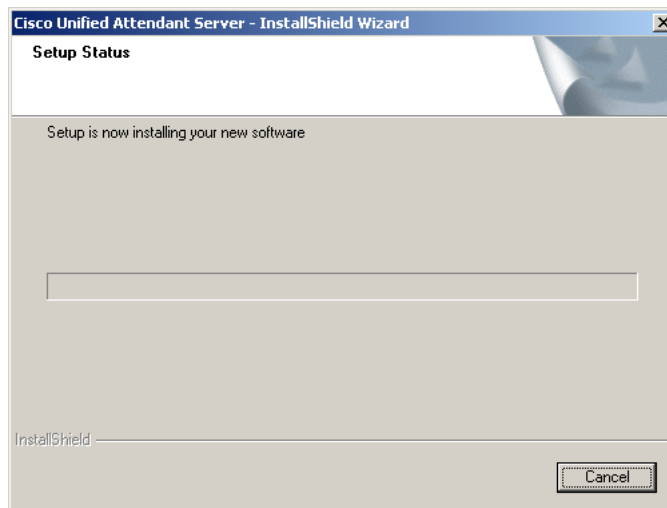 Cisco Unified Attendant Server - InstallShield Wizard
Setup Status
Setup is now installing your new software
InstallShield
Cancel